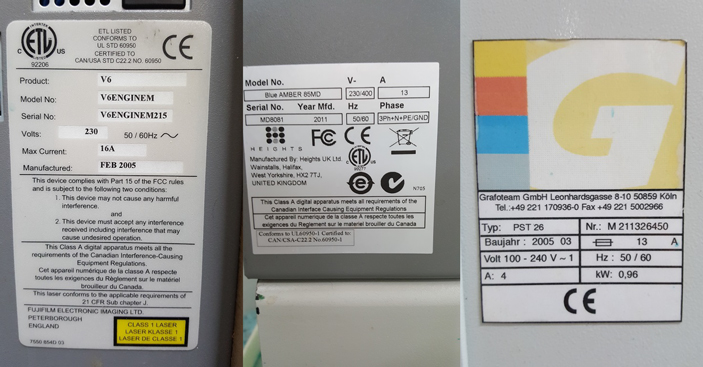 ETL LISTED
CONFORMS TO
UL STD 60950
CERTIFIED TO
CAN/USA STD C22.2 NO. 60950
C ETL US
92206
CE
Product: V6
Model No: V6ENGINEM
Serial No: V6ENGINEM215
Volts: 230 50 / 60Hz
Max Current: 16A
Manufactured: FEB 2005
This device complies with Part 15 of the FCC rules
and is subject to the following two conditions:
1. This device may not cause any harmful
interference.
and
2. This device must accept any interference
received including interference that may
cause undesired operation.
This Class A digital apparatus meets all the
requirements of the Canadian Interference-Causing
Equipment Regulations.
Cet appareil numérique de la classe A respecte toutes
les exigences du Règlement sur le matériel
brouilleur du Canada.
This laser conforms to the applicable requirements of
21 CFR Sub chapter J.
FUJIFILM ELECTRONIC IMAGING LTD.
PETERBOROUGH
ENGLAND
CLASS 1 LASER
LASER KLASSE 1
LASER DE CLASSE 1
Model No. V~ A
Blue AMBER 85MD 230/400 13
Serial No. Year Mfd. Hz Phase
MD8081 2011 50/60 3Ph+N+PE/GND
HEIGHTS
FC CE
ETL
Manufactured By: Heights UK Ltd.
Wainstalls, Halifax,
West Yorkshire, HX2 7TJ,
UNITED KINGDOM
This Class A digital apparatus meets all requirements of the
Canadian Interface Causing Equipment Regulations
Cet appareil numerique de la classe A respecte toutes les
exigences du Reglement sur le materiel brouiller du Canada
Conforms to UL60950-1 Certified to:
CAN/CSA-C22.2 No.60950-1
G
Grafoteam GmbH Leonhardsgasse 8-10 50859 Köln
Tel.:+49 221 170936-0 Fax +49 221 5002966
Typ: PST 26 Nr.: M 211326450
Baujahr : 2005 03 13 A
Volt 100 - 240 V ~ 1 Hz : 50 / 60
A: 4 kW: 0,96
CE